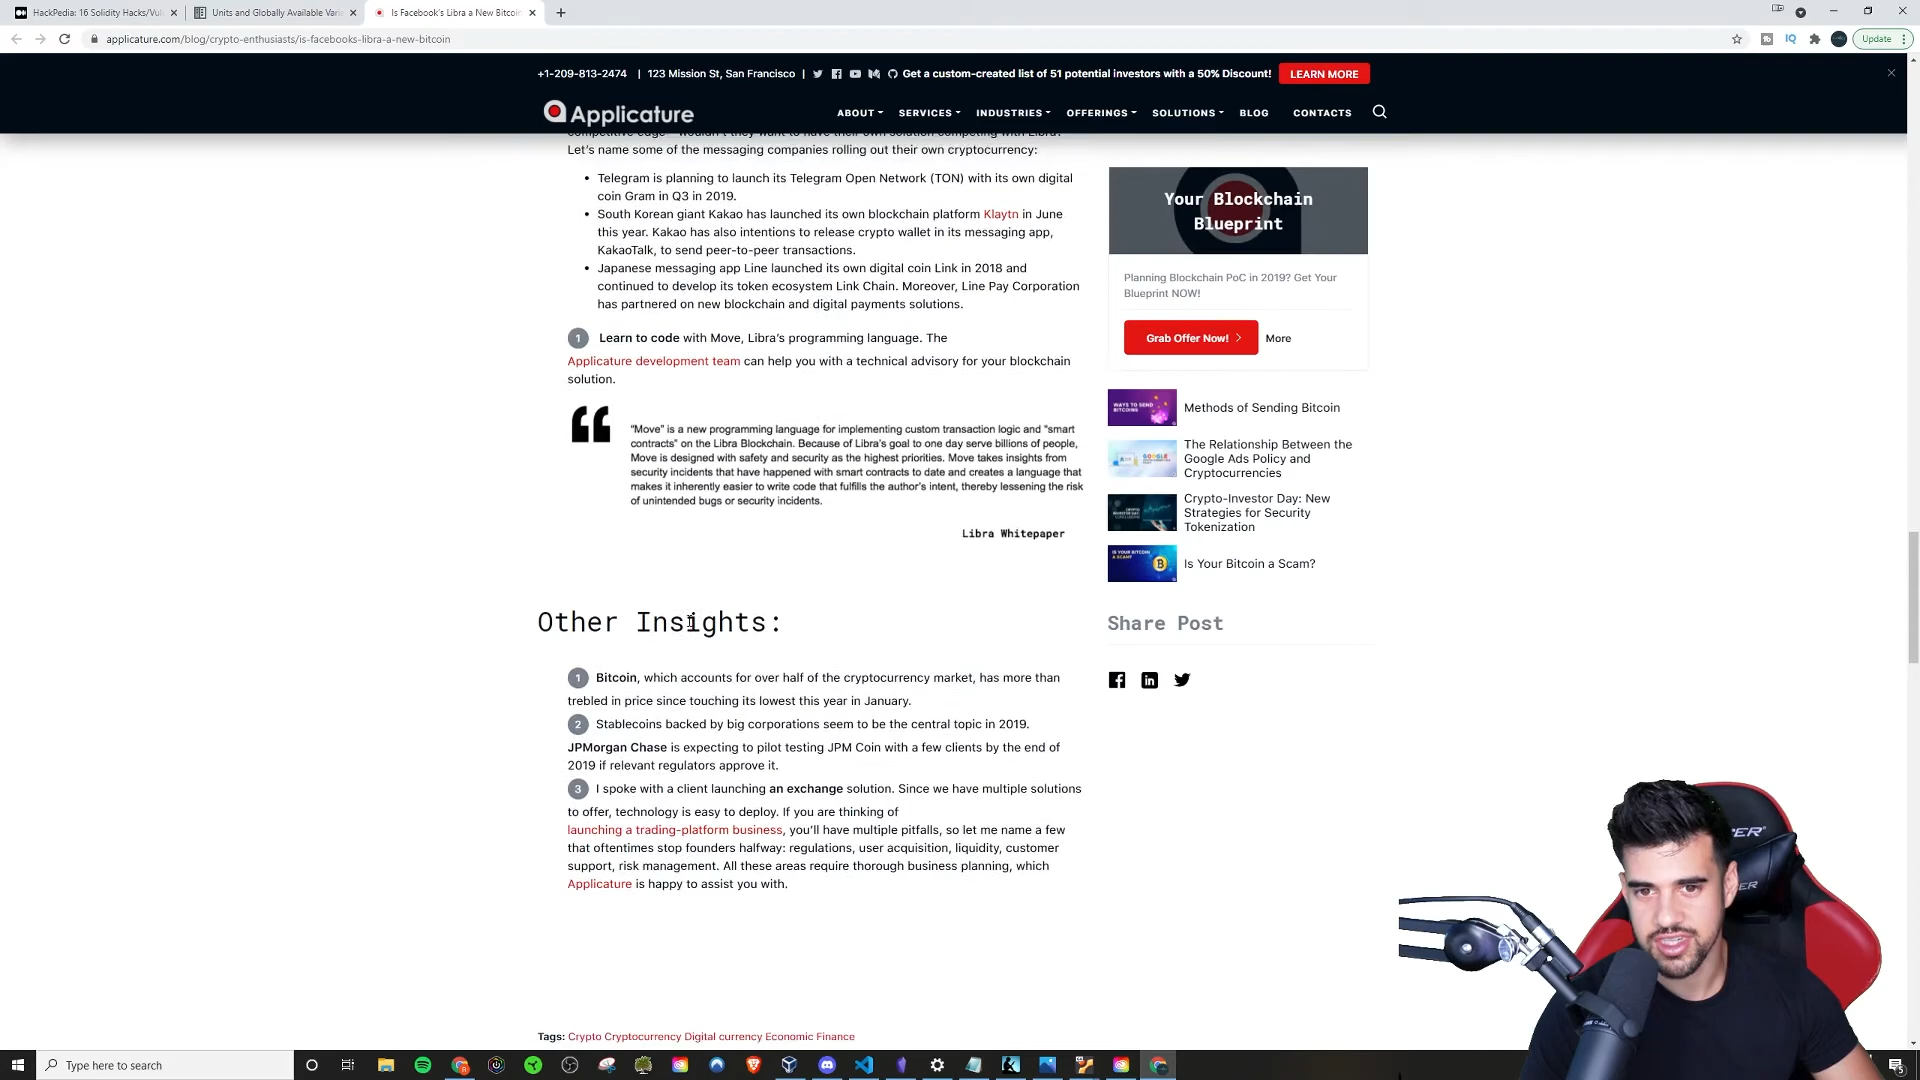 HackPedia: 16 Solidity Hacks/Vul
Units and Globally Available Varia
Is Facebook's Libra a New Bitcoin
applicature.com/blog/crypto-enthusiasts/is-facebooks-libra-a-new-bitcoin
Update
+1-209-813-2474 | 123 Mission St, San Francisco | Get a custom-created list of 51 potential investors with a 50% Discount! LEARN MORE
Applicature
ABOUT SERVICES INDUSTRIES OFFERINGS SOLUTIONS BLOG CONTACTS
competitive edge - wouldn't they want to have their own solution competing with Libra?
Let's name some of the messaging companies rolling out their own cryptocurrency:
• Telegram is planning to launch its Telegram Open Network (TON) with its own digital
coin Gram in Q3 in 2019.
• South Korean giant Kakao has launched its own blockchain platform Klaytn in June
this year. Kakao has also intentions to release crypto wallet in its messaging app,
KakaoTalk, to send peer-to-peer transactions.
• Japanese messaging app Line launched its own digital coin Link in 2018 and
continued to develop its token ecosystem Link Chain. Moreover, Line Pay Corporation
has partnered on new blockchain and digital payments solutions.
1 Learn to code with Move, Libra's programming language. The
Applicature development team can help you with a technical advisory for your blockchain
solution.
"Move" is a new programming language for implementing custom transaction logic and "smart
contracts" on the Libra Blockchain. Because of Libra's goal to one day serve billions of people,
Move is designed with safety and security as the highest priorities. Move takes insights from
security incidents that have happened with smart contracts to date and creates a language that
makes it inherently easier to write code that fulfills the author's intent, thereby lessening the risk
of unintended bugs or security incidents.
Libra Whitepaper
Other Insights:
1 Bitcoin, which accounts for over half of the cryptocurrency market, has more than
trebled in price since touching its lowest this year in January.
2 Stablecoins backed by big corporations seem to be the central topic in 2019.
JPMorgan Chase is expecting to pilot testing JPM Coin with a few clients by the end of
2019 if relevant regulators approve it.
3 I spoke with a client launching an exchange solution. Since we have multiple solutions
to offer, technology is easy to deploy. If you are thinking of
launching a trading-platform business, you'll have multiple pitfalls, so let me name a few
that oftentimes stop founders halfway: regulations, user acquisition, liquidity, customer
support, risk management. All these areas require thorough business planning, which
Applicature is happy to assist you with.
Tags: Crypto Cryptocurrency Digital currency Economic Finance
Your Blockchain
Blueprint
Planning Blockchain PoC in 2019? Get Your
Blueprint NOW!
Grab Offer Now! More
WAYS TO SEND
BITCOINS
Methods of Sending Bitcoin
GOOGLE
The Relationship Between the
Google Ads Policy and
Cryptocurrencies
Crypto-Investor Day: New
Strategies for Security
Tokenization
IS YOUR BITCOIN
A SCAM?
Is Your Bitcoin a Scam?
Share Post
Type here to search